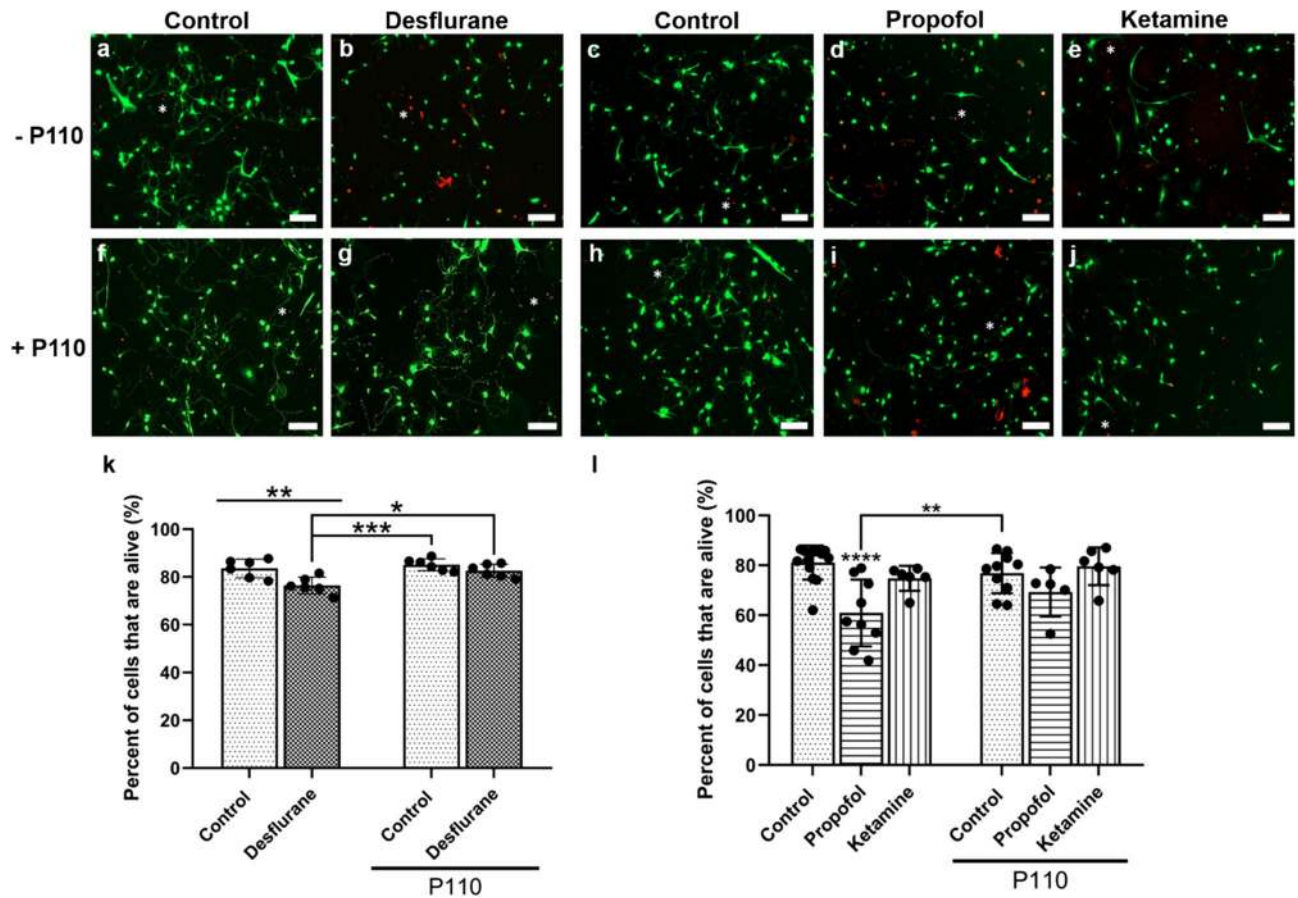 Control Desflurane Control Propofol Ketamine
- P110
a b c d e
* * * * *
+ P110
f g h i j
* * * * *
k
Percent of cells that are alive (%)
100
80
60
40
20
0
**
*
***
Control Desflurane Control Desflurane
P110
l
Percent of cells that are alive (%)
100
80
60
40
20
0
**
****
Control Propofol Ketamine Control Propofol Ketamine
P110